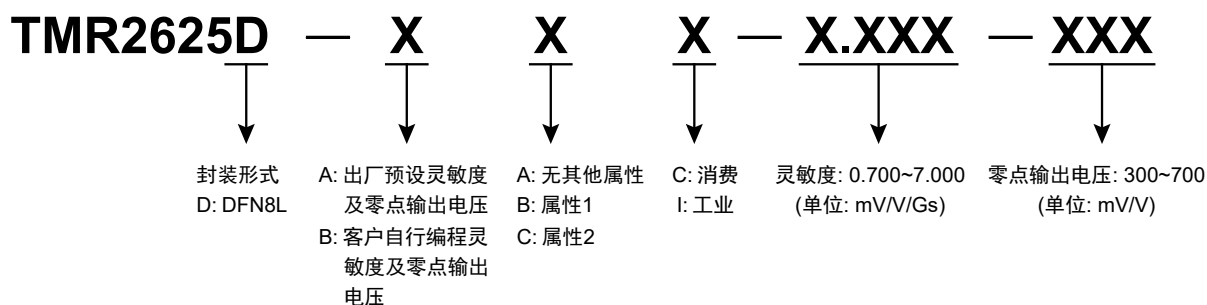 TMR2625D — X X X — X.XXX — XXX
封装形式
D: DFN8L
A: 出厂预设灵敏度
及零点输出电压
B: 客户自行编程灵
敏度及零点输出
电压
A: 无其他属性
B: 属性1
C: 属性2
C: 消费
I: 工业
灵敏度: 0.700~7.000
(单位: mV/V/Gs)
零点输出电压: 300~700
(单位: mV/V)